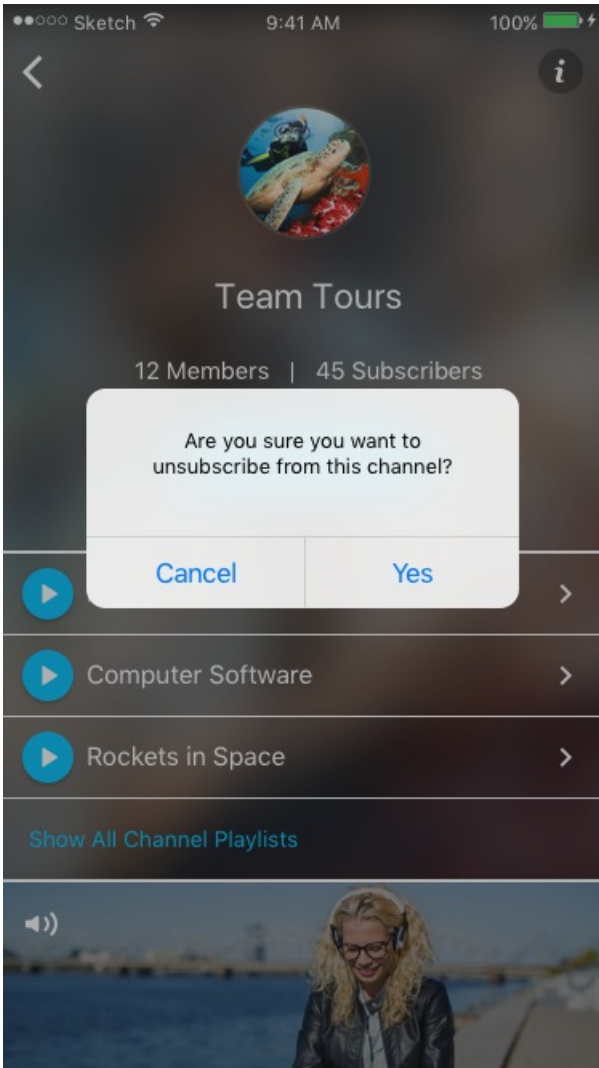 Sketch 9:41 AM 100%
i
Team Tours
12 Members | 45 Subscribers
Are you sure you want to
unsubscribe from this channel?
Cancel Yes
Computer Software
Rockets in Space
Show All Channel Playlists